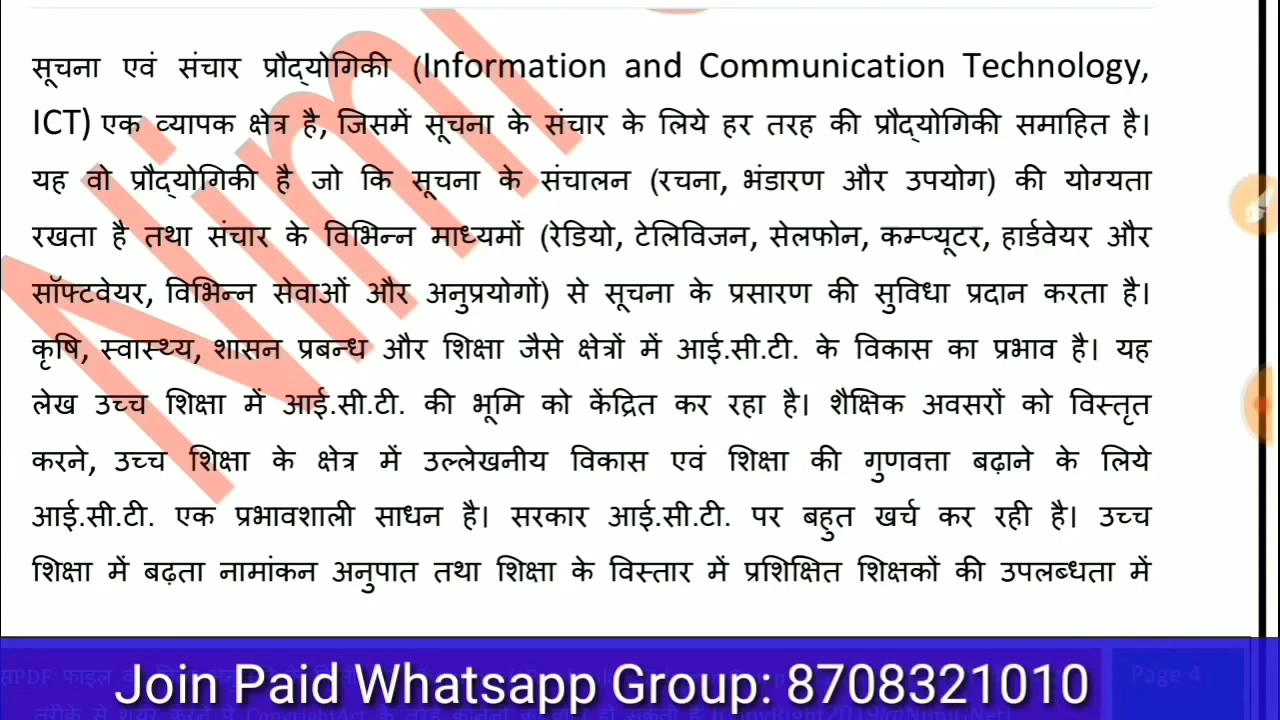 सूचना एवं संचार प्रौद्योगिकी (Information and Communication Technology,
ICT) एक व्यापक क्षेत्र है, जिसमें सूचना के संचार के लिये हर तरह की प्रौद्योगिकी समाहित है।
यह वो प्रौद्योगिकी है जो कि सूचना के संचालन (रचना, भंडारण और उपयोग) की योग्यता
रखता है तथा संचार के विभिन्न माध्यमों (रेडियो, टेलिविजन, सेलफोन, कम्प्यूटर, हार्डवेयर और
सॉफ्टवेयर, विभिन्न सेवाओं और अनुप्रयोगों) से सूचना के प्रसारण की सुविधा प्रदान करता है।
कृषि, स्वास्थ्य, शासन प्रबन्ध और शिक्षा जैसे क्षेत्रों में आई.सी.टी. के विकास का प्रभाव है। यह
लेख उच्च शिक्षा में आई.सी.टी. की भूमि को केंद्रित कर रहा है। शैक्षिक अवसरों को विस्तृत
करने, उच्च शिक्षा के क्षेत्र में उल्लेखनीय विकास एवं शिक्षा की गुणवत्ता बढ़ाने के लिये
आई.सी.टी. एक प्रभावशाली साधन है। सरकार आई.सी.टी. पर बहुत खर्च कर रही है। उच्च
शिक्षा में बढ़ता नामांकन अनुपात तथा शिक्षा के विस्तार में प्रशिक्षित शिक्षकों की उपलब्धता में
Join Paid Whatsapp Group: 8708321010
Page 4